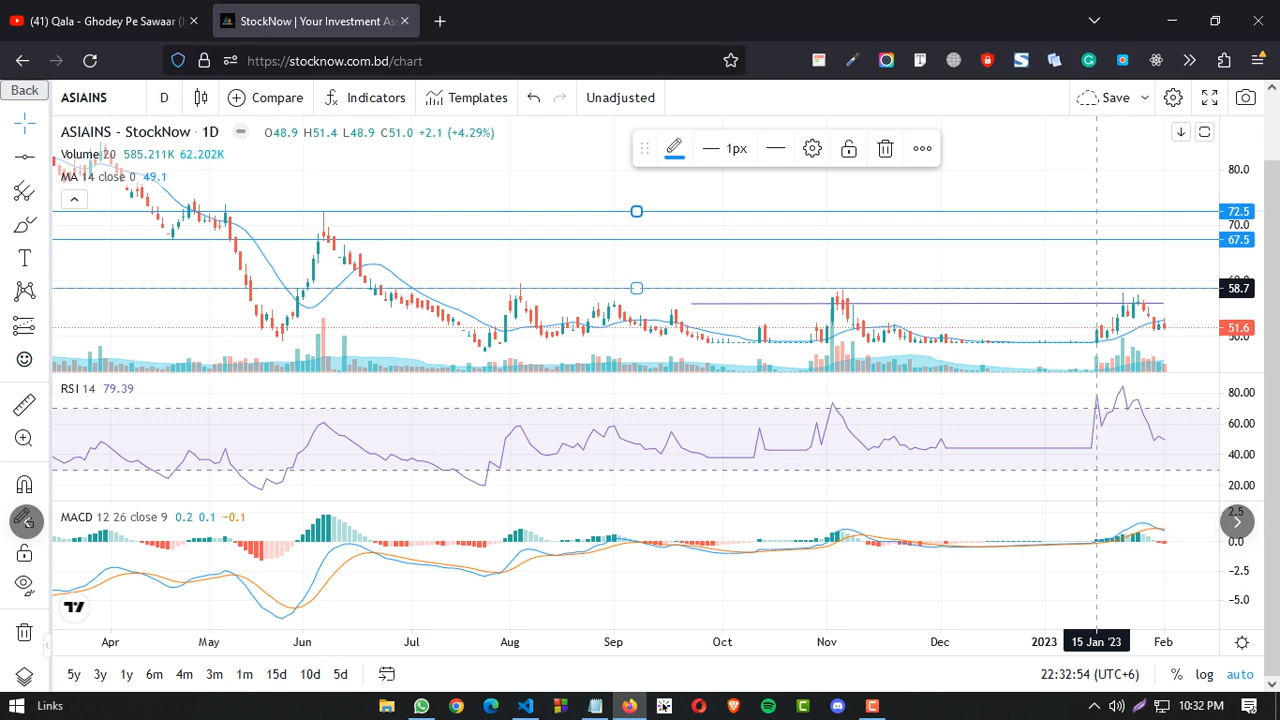 (41) Qala - Ghodey Pe Sawaar (
StockNow | Your Investment As
https://stocknow.com.bd/chart
Back
ASIAINS
D
Compare
Indicators
Templates
Unadjusted
Save
ASIAINS - StockNow · 1D
O48.9 H51.4 L48.9 C51.0 +2.1 (+4.29%)
Volume 20 585.211K 62.202K
MA 14 close 0 49.1
1px
80.0
72.5
70.0
67.5
60.0
58.7
51.6
50.0
RSI 14 79.39
80.00
60.00
40.00
20.00
MACD 12 26 close 9 0.2 0.1 −0.1
2.5
0.0
−2.5
−5.0
Apr May Jun Jul Aug Sep Oct Nov Dec 2023 15 Jan '23 Feb
5y 3y 1y 6m 4m 3m 1m 15d 10d 5d
22:32:54 (UTC+6)
% log auto
Links
10:32 PM